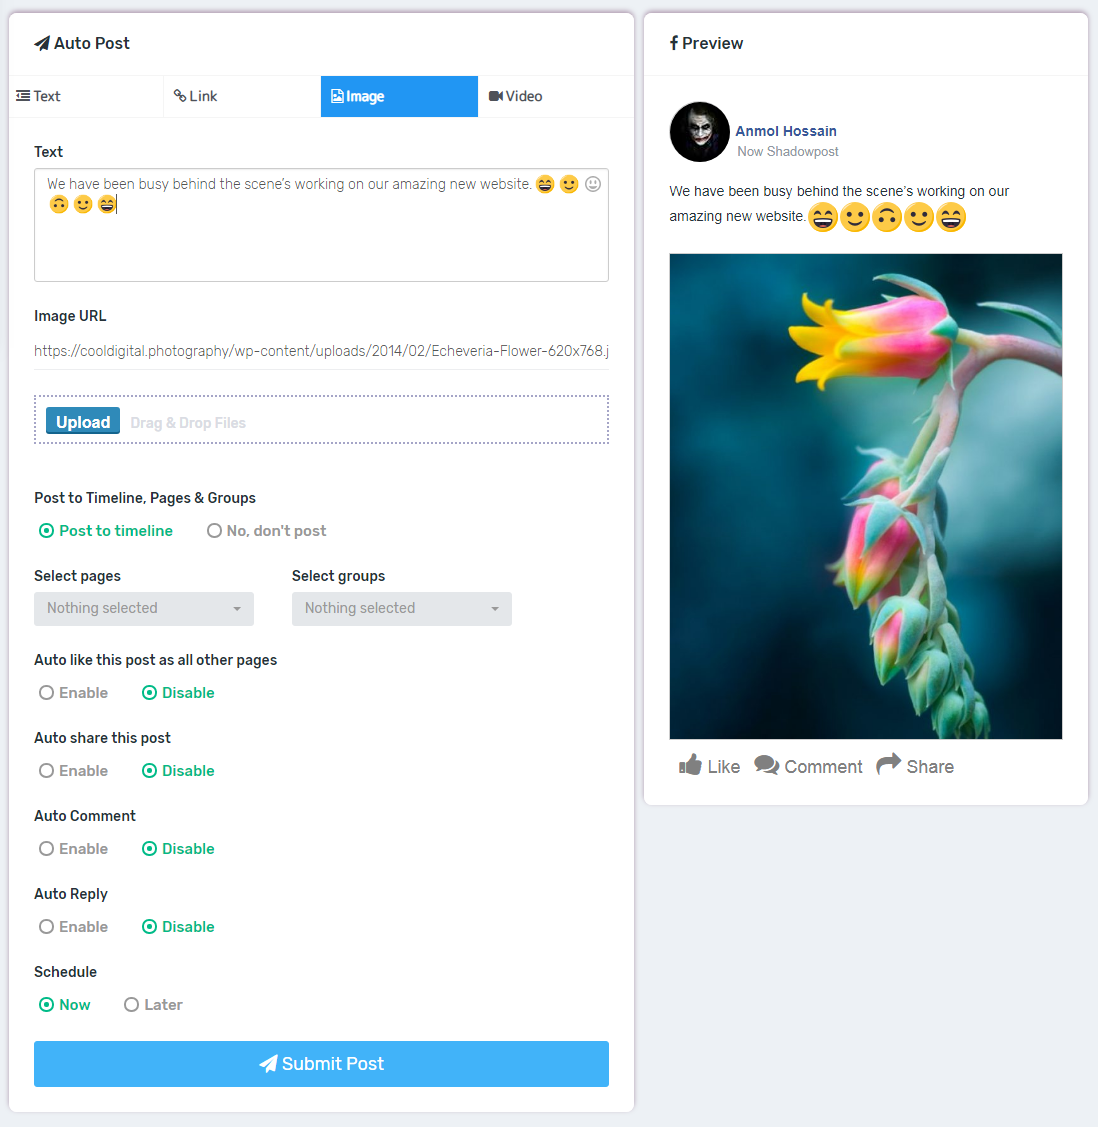 Auto Post
Text
Link
Image
Video
Text
We have been busy behind the scene's working on our amazing new website. 😄 🙂
🙃 🙂 😄
Image URL
https://cooldigital.photography/wp-content/uploads/2014/02/Echeveria-Flower-620x768.j
Upload Drag & Drop Files
Post to Timeline, Pages & Groups
Post to timeline No, don't post
Select pages Select groups
Nothing selected Nothing selected
Auto like this post as all other pages
Enable Disable
Auto share this post
Enable Disable
Auto Comment
Enable Disable
Auto Reply
Enable Disable
Schedule
Now Later
Submit Post
Preview
Anmol Hossain
Now Shadowpost
We have been busy behind the scene's working on our
amazing new website.😄🙂🙃🙂😄
Like Comment Share